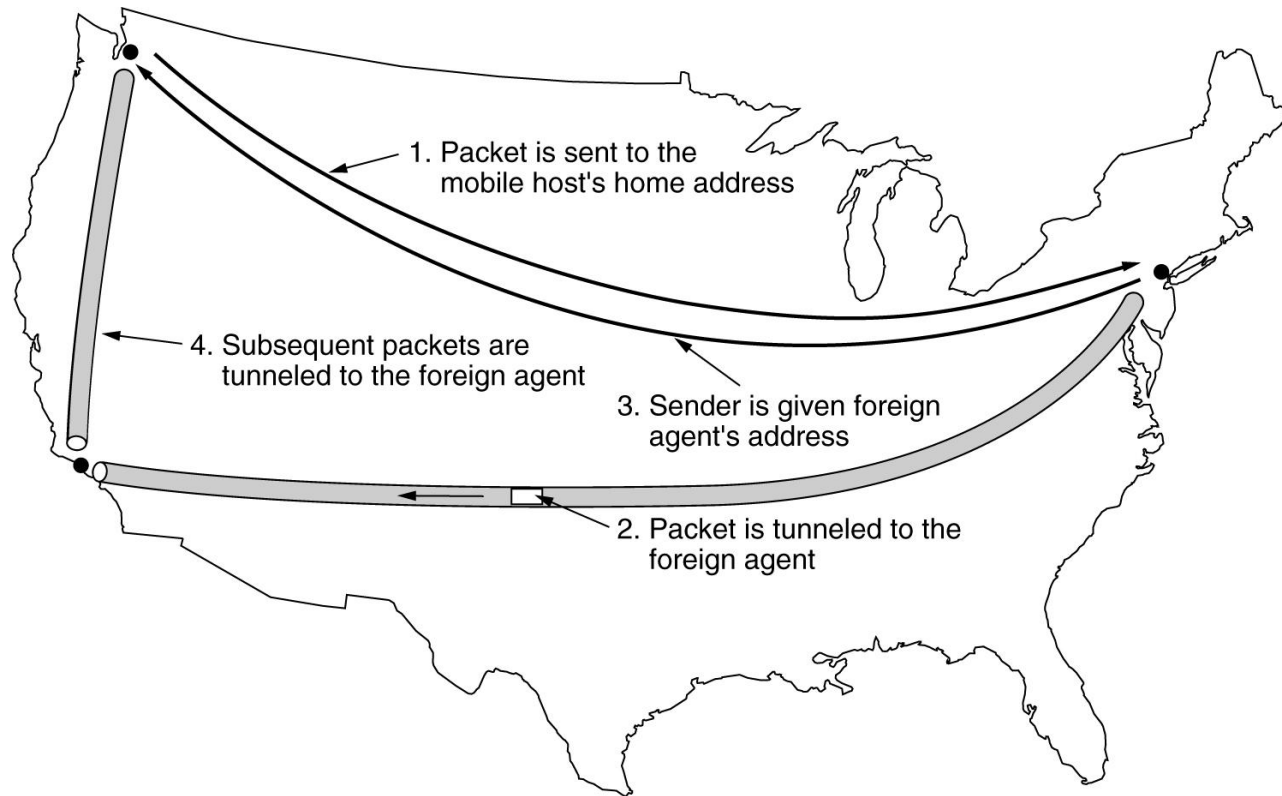 1. Packet is sent to the
mobile host's home address
4. Subsequent packets are
tunneled to the foreign agent
3. Sender is given foreign
agent's address
2. Packet is tunneled to the
foreign agent